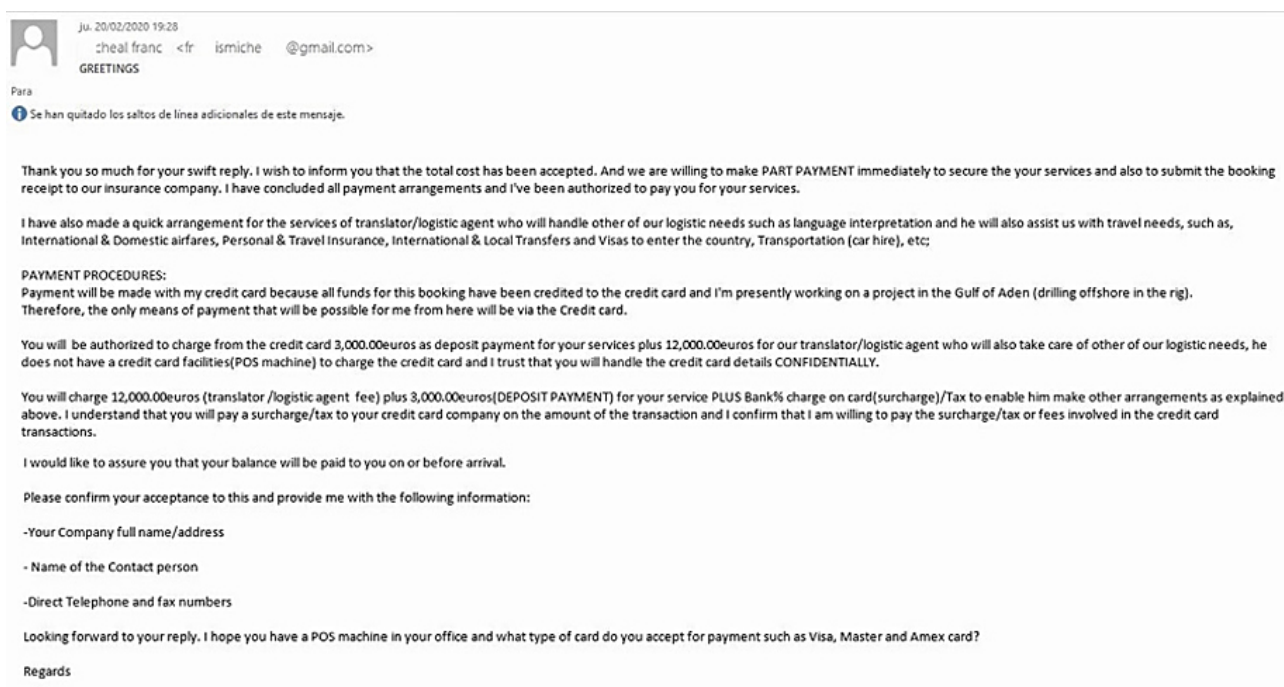 ju. 20/02/2020 19:28
cheal franc <fr ismiche @gmail.com>
GREETINGS
Para
Se han quitado los saltos de línea adicionales de este mensaje.
Thank you so much for your swift reply. I wish to inform you that the total cost has been accepted. And we are willing to make PART PAYMENT immediately to secure the your services and also to submit the booking
receipt to our insurance company. I have concluded all payment arrangements and I've been authorized to pay you for your services.
I have also made a quick arrangement for the services of translator/logistic agent who will handle other of our logistic needs such as language interpretation and he will also assist us with travel needs, such as,
International & Domestic airfares, Personal & Travel Insurance, International & Local Transfers and Visas to enter the country, Transportation (car hire), etc;
PAYMENT PROCEDURES:
Payment will be made with my credit card because all funds for this booking have been credited to the credit card and I'm presently working on a project in the Gulf of Aden (drilling offshore in the rig).
Therefore, the only means of payment that will be possible for me from here will be via the Credit card.
You will be authorized to charge from the credit card 3,000.00euros as deposit payment for your services plus 12,000.00euros for our translator/logistic agent who will also take care of other of our logistic needs, he
does not have a credit card facilities(POS machine) to charge the credit card and I trust that you will handle the credit card details CONFIDENTIALLY.
You will charge 12,000.00euros (translator /logistic agent fee) plus 3,000.00euros(DEPOSIT PAYMENT) for your service PLUS Bank% charge on card(surcharge)/Tax to enable him make other arrangements as explained
above. I understand that you will pay a surcharge/tax to your credit card company on the amount of the transaction and I confirm that I am willing to pay the surcharge/tax or fees involved in the credit card
transactions.
I would like to assure you that your balance will be paid to you on or before arrival.
Please confirm your acceptance to this and provide me with the following information:
-Your Company full name/address
- Name of the Contact person
-Direct Telephone and fax numbers
Looking forward to your reply. I hope you have a POS machine in your office and what type of card do you accept for payment such as Visa, Master and Amex card?
Regards